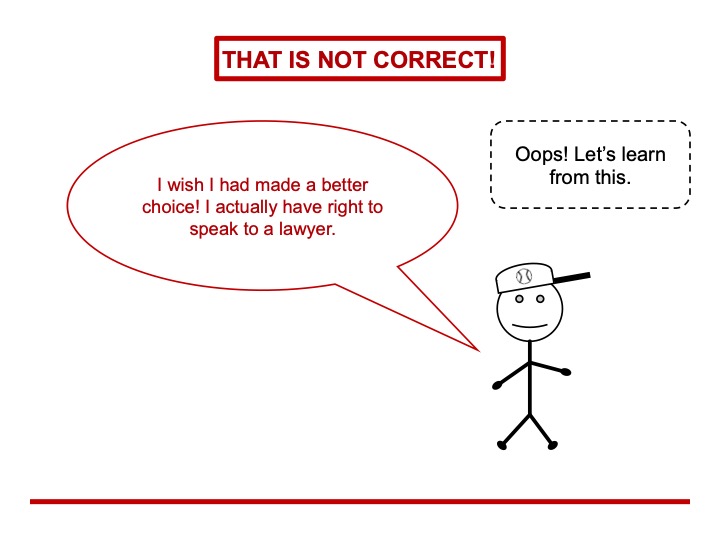 THAT IS NOT CORRECT!
I wish I had made a better
choice! I actually have right to
speak to a lawyer.
Oops! Let’s learn
from this.